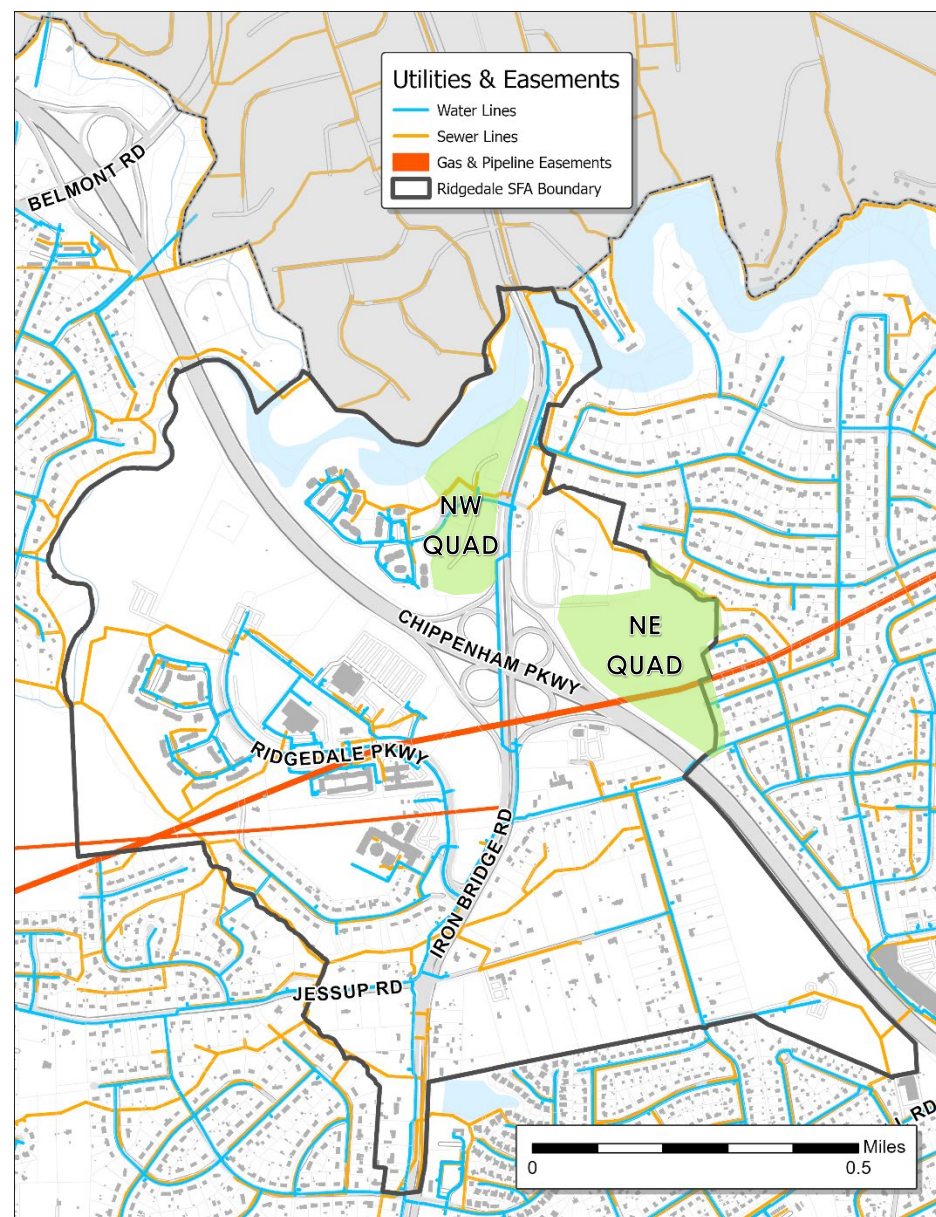 Utilities & Easements
Water Lines
Sewer Lines
Gas & Pipeline Easements
Ridgedale SFA Boundary
BELMONT RD
NW
QUAD
NE
QUAD
CHIPPENHAM PKWY
RIDGEDALE PKWY
IRON BRIDGE RD
JESSUP RD
RD
Miles
0
0.5